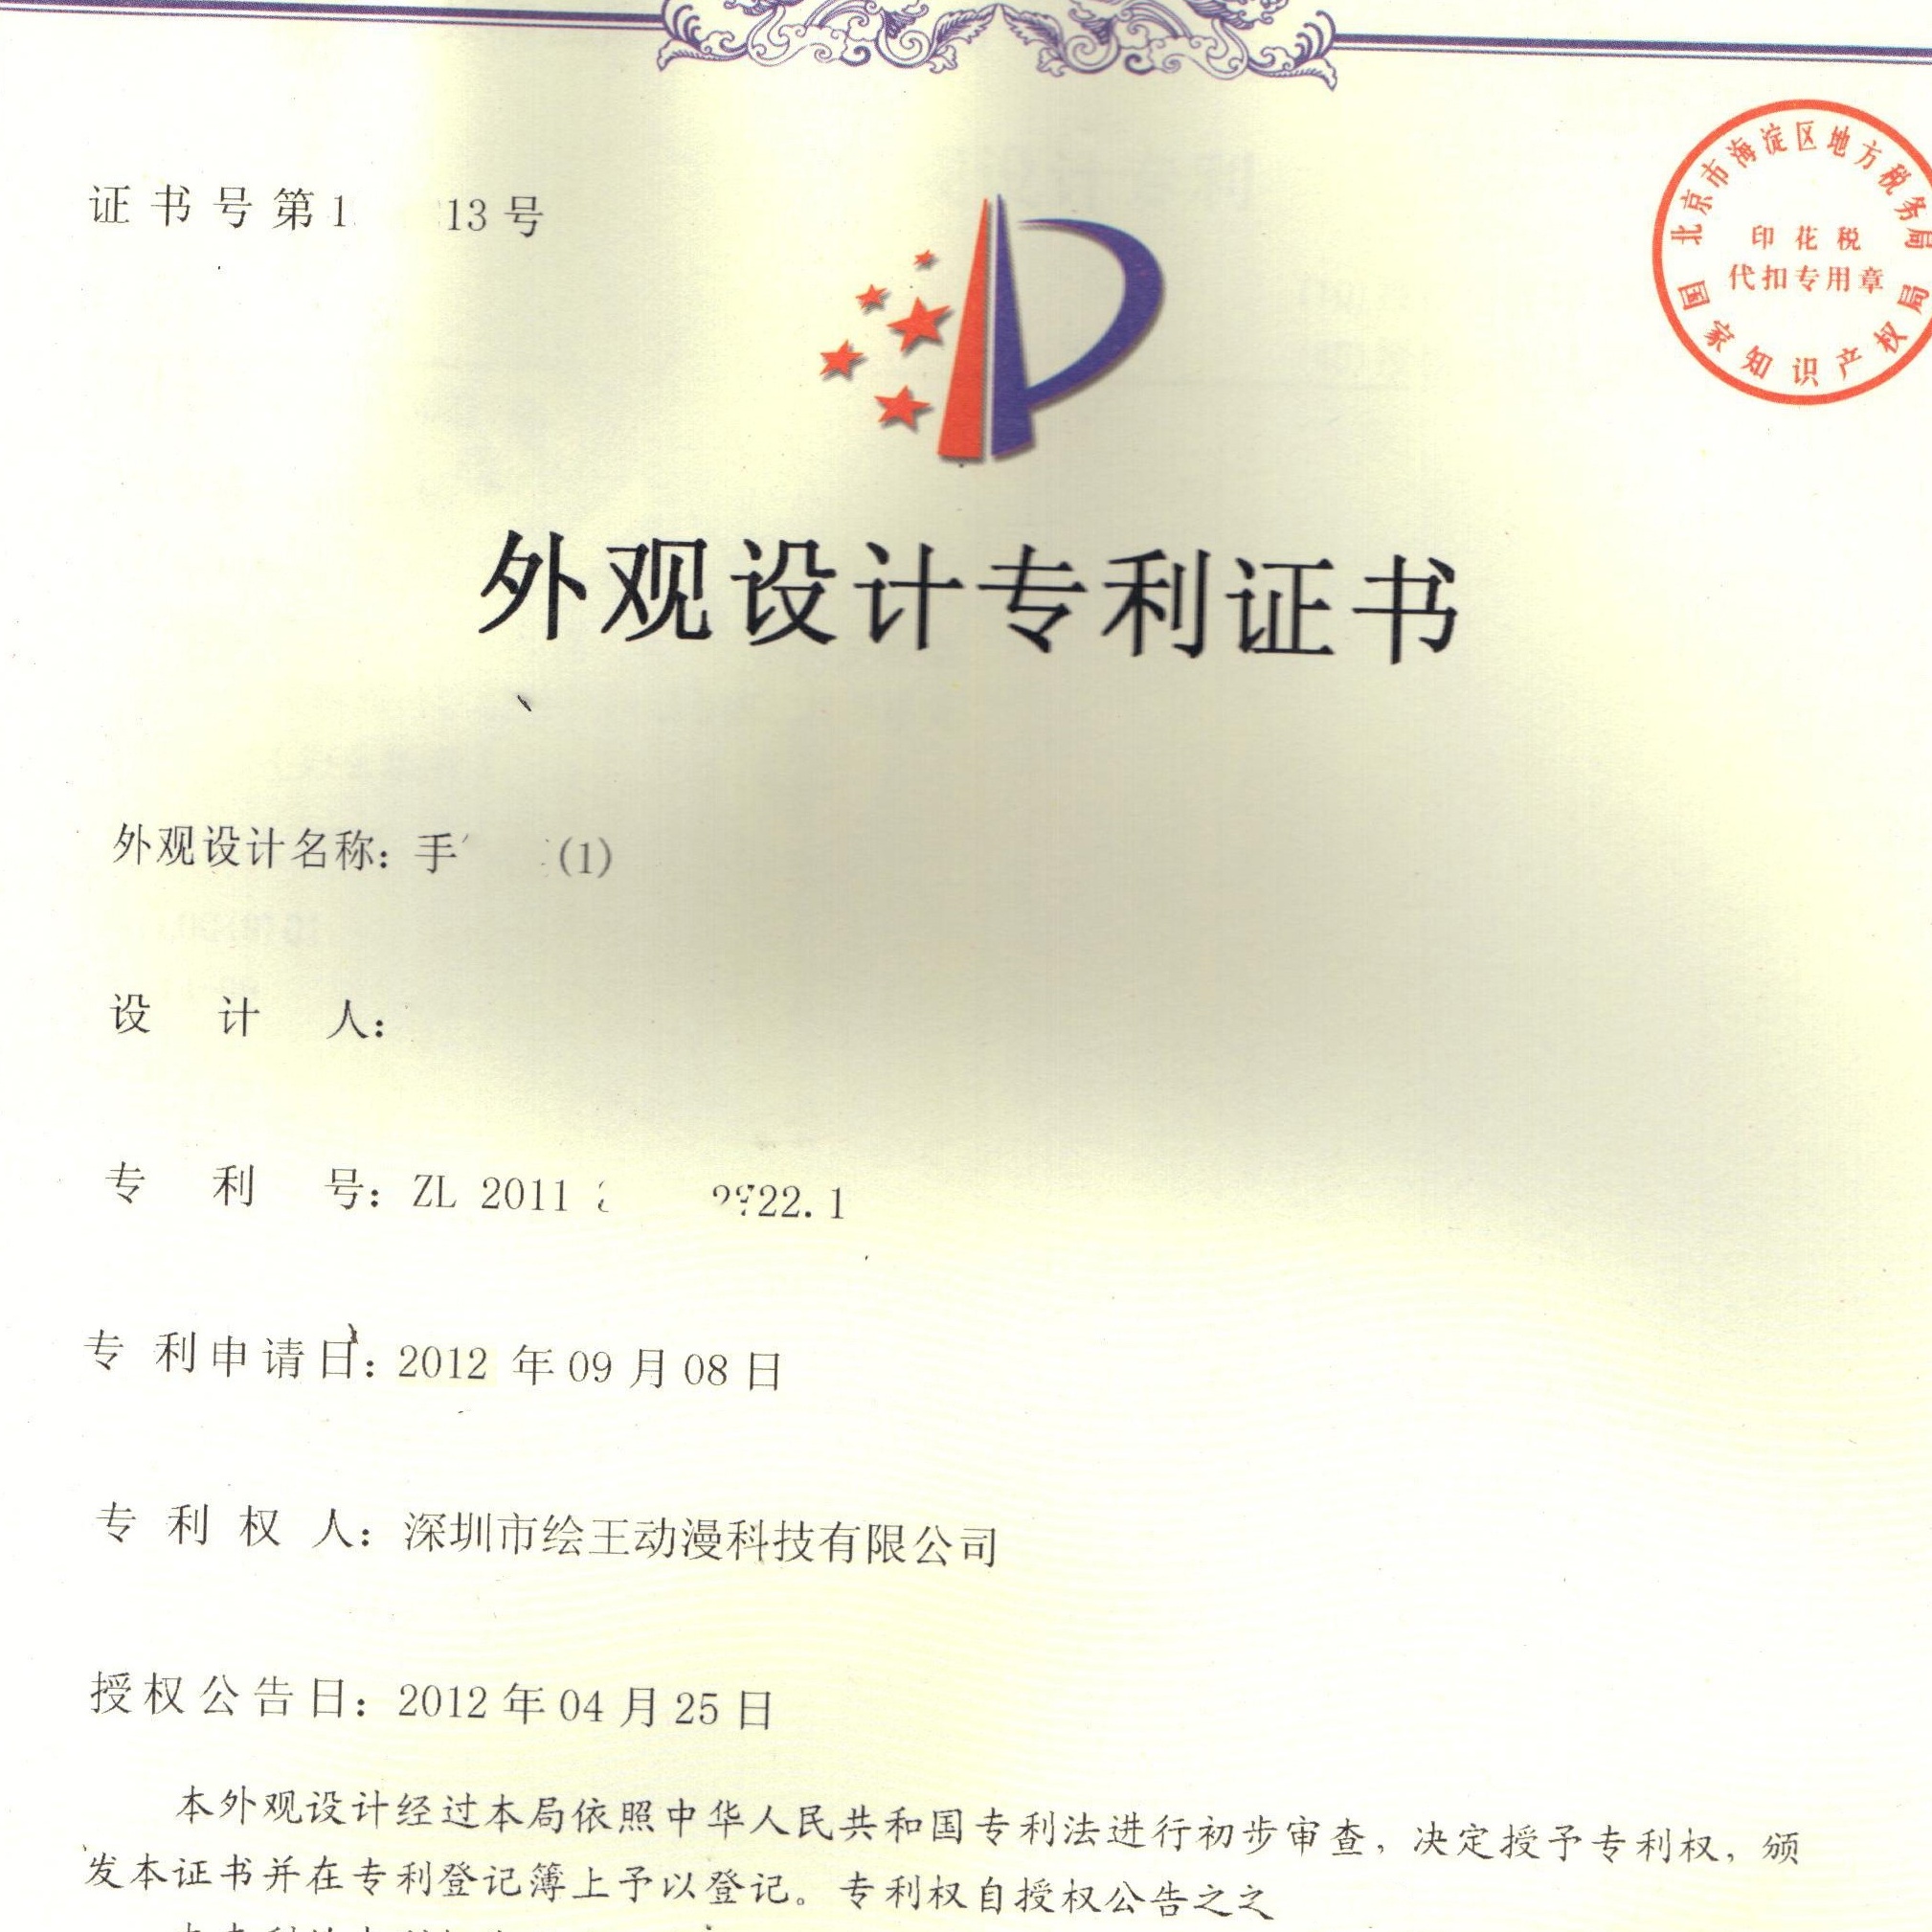 证书号第1 13号
北京市海淀区地方税务局
印花税
代扣专用章
国家知识产权局
外观设计专利证书
外观设计名称：手 (1)
设计人：
专利号：ZL 2011 2922.1
专利申请日：2012 年 09 月 08 日
专利权人：深圳市绘王动漫科技有限公司
授权公告日：2012 年 04 月 25 日
本外观设计经过本局依照中华人民共和国专利法进行初步审查，决定授予专利权，颁
发本证书并在专利登记簿上予以登记。专利权自授权公告之之